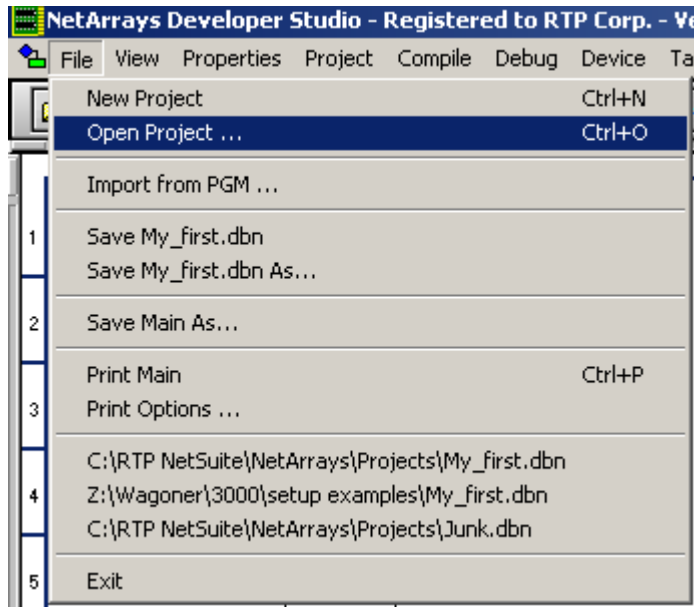 NetArrays Developer Studio - Registered to RTP Corp. -
File View Properties Project Compile Debug Device
New Project Ctrl+N
Open Project ... Ctrl+O
Import from PGM ...
1
Save My_first.dbn
Save My_first.dbn As...
2
Save Main As...
Print Main Ctrl+P
3
Print Options ...
C:\RTP NetSuite\NetArrays\Projects\My_first.dbn
4
Z:\Wagoner\3000\setup examples\My_first.dbn
C:\RTP NetSuite\NetArrays\Projects\Junk.dbn
5
Exit